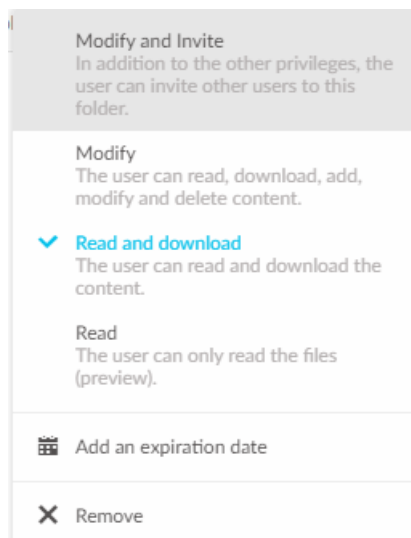 Modify and Invite
In addition to the other privileges, the
user can invite other users to this
folder.
Modify
The user can read, download, add,
modify and delete content.
Read and download
The user can read and download the
content.
Read
The user can only read the files
(preview).
Add an expiration date
Remove